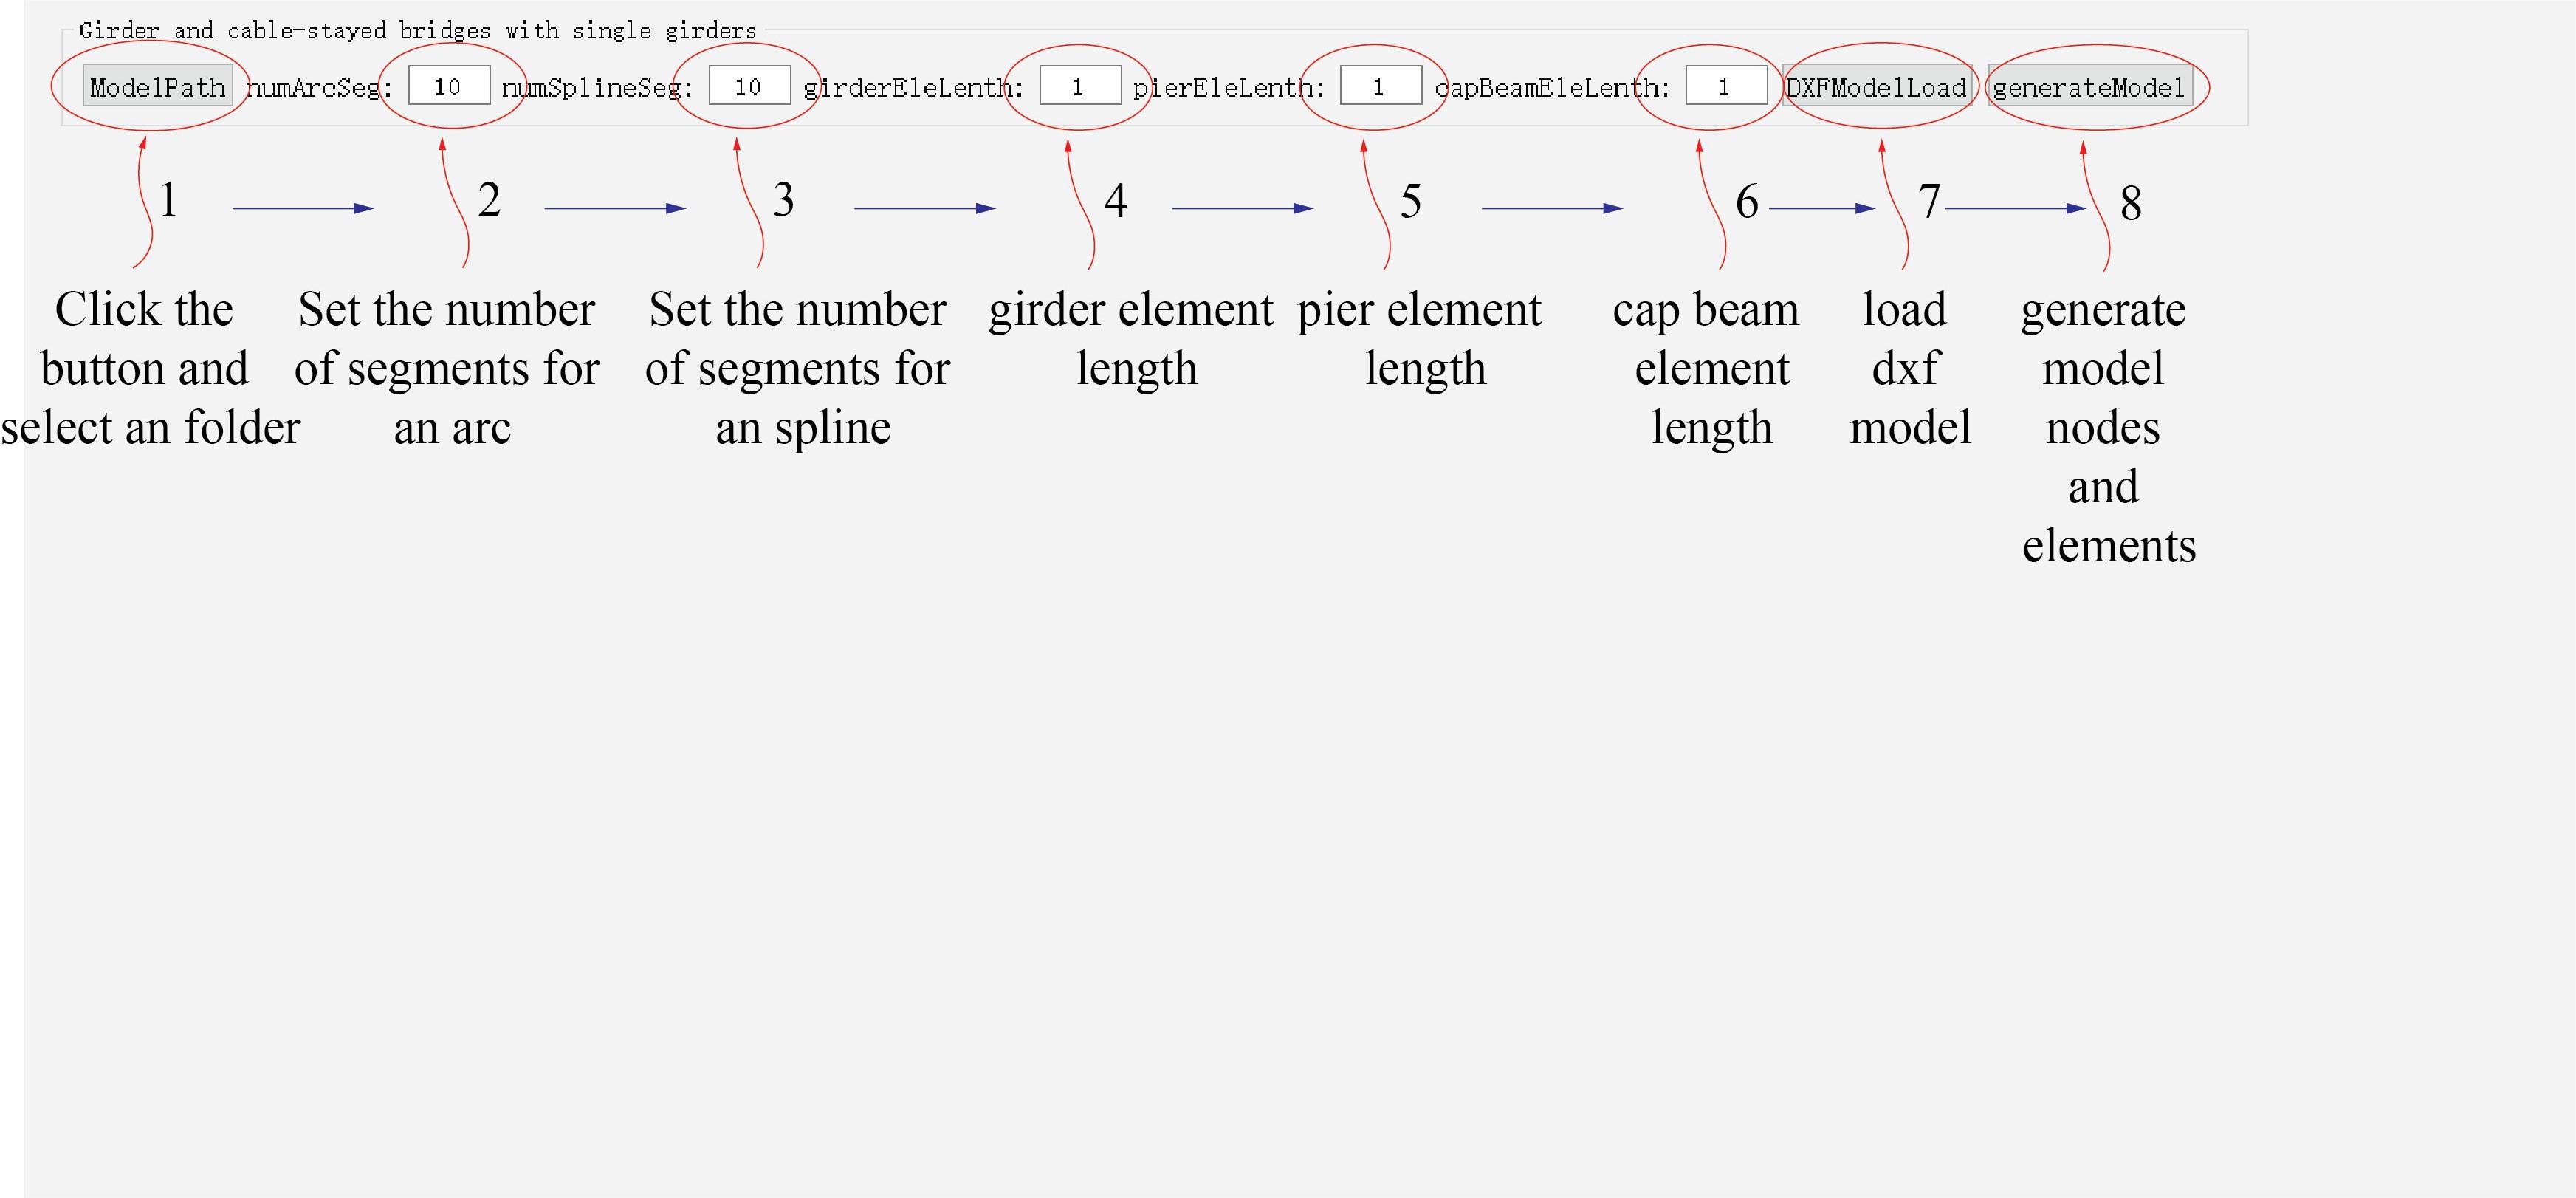 Girder and cable-stayed bridges with single girders
ModelPath numArcSeg: 10 numSplineSeg: 10 girderEleLenth: 1 pierEleLenth: 1 capBeamEleLenth: 1 DXFModelLoad generateModel
1 2 3 4 5 6 7 8
Click the
button and
select an folder
Set the number
of segments for
an arc
Set the number
of segments for
an spline
girder element
length
pier element
length
cap beam
element
length
load
dxf
model
generate
model
nodes
and
elements